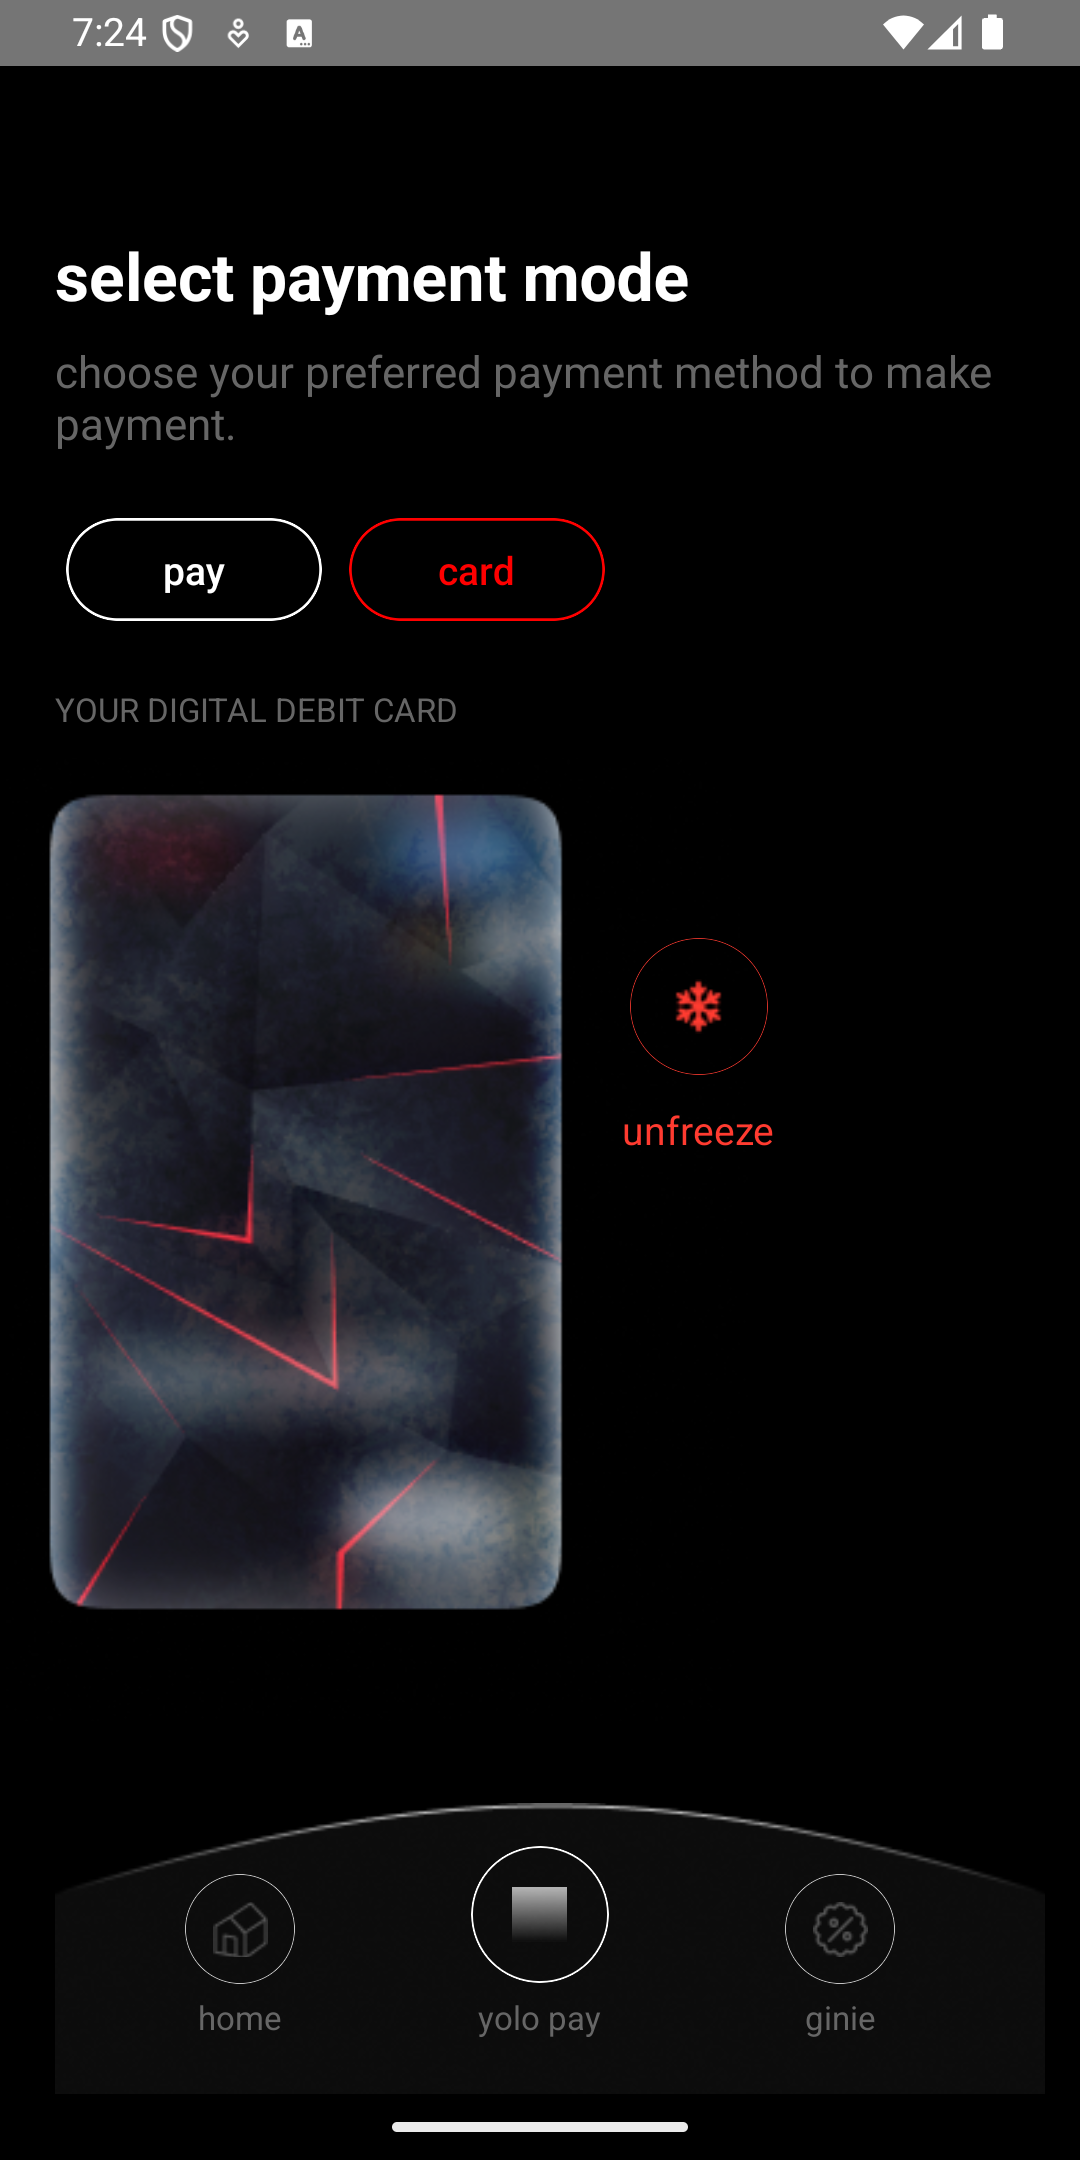 7:24
select payment mode
choose your preferred payment method to make
payment.
pay
card
YOUR DIGITAL DEBIT CARD
unfreeze
home
yolo pay
ginie